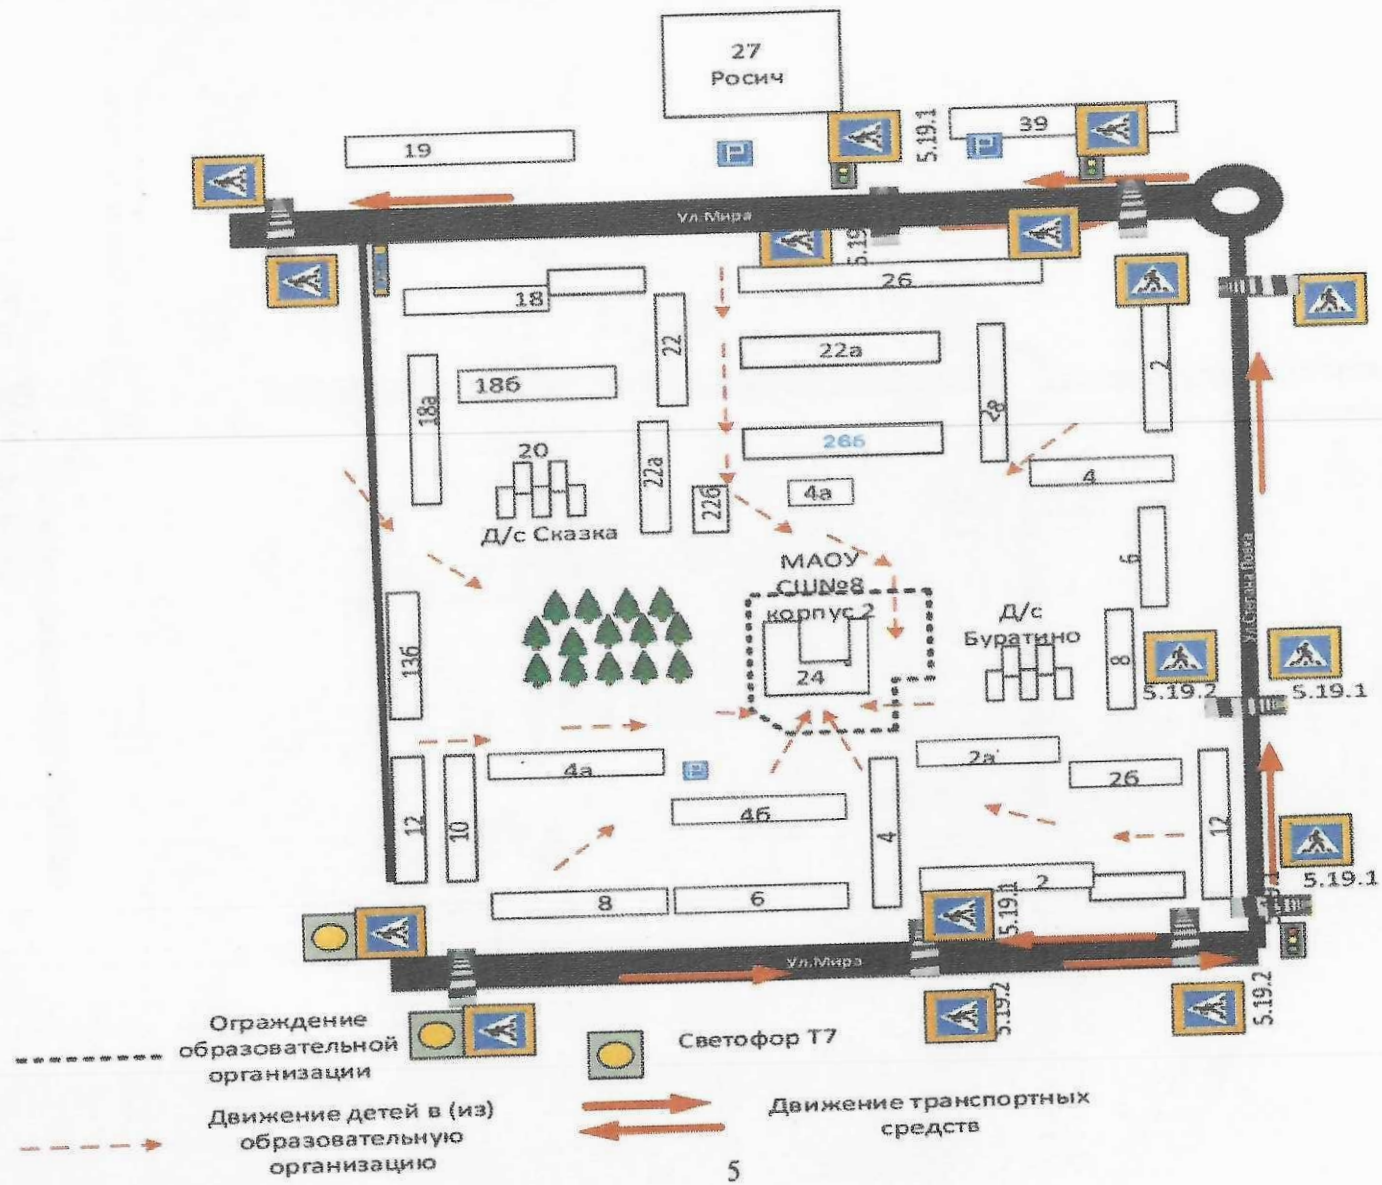 27
Росич
19
5.19.1
39
Ул.Мира
5.19
18
26
22
22а
2
18б
18а
28
26б
20
22а
22б
4а
4
Д/с Сказка
6
МАОУ
СШ№8
корпус 2
Д/с
Буратино
13б
24
8
5.19.2
5.19.1
4а
2а
2б
12
10
4б
4
12
5.19.1
8
6
2
5.19.1
Ул.Мира
5.19.2
5.19.2
Ограждение
образовательной
организации
Светофор Т7
Движение детей в (из)
образовательную
организацию
Движение транспортных
средств
5